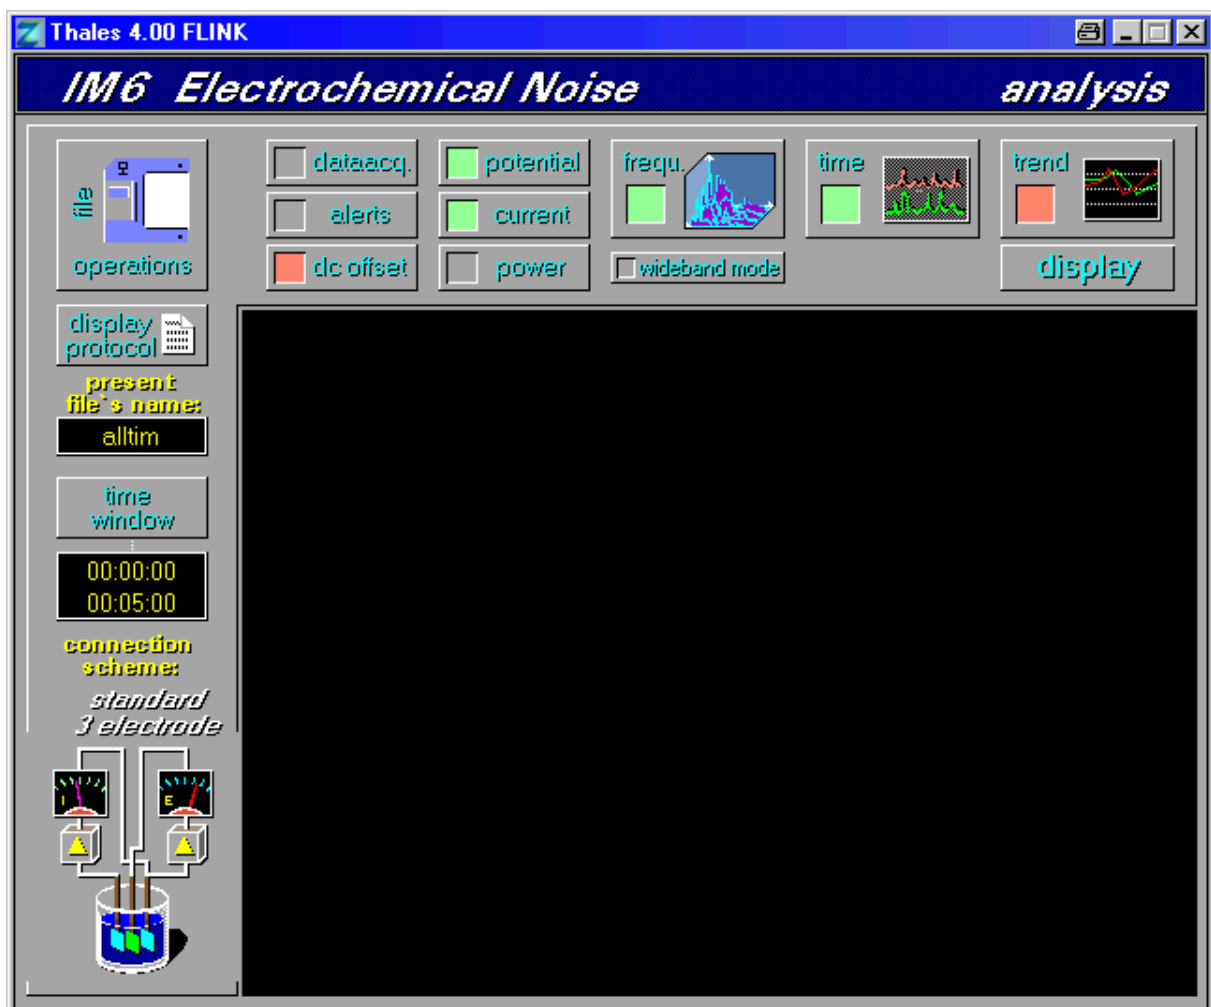 Thales 4.00 FLINK
IM6 Electrochemical Noise analysis
file
operations
dataacq.
alerts
dc offset
potential
current
power
frequ.
wideband mode
time
trend
display
display
protocol
present
file`s name:
alltim
time
window
00:00:00
00:05:00
connection
scheme:
standard
3 electrode
I
E